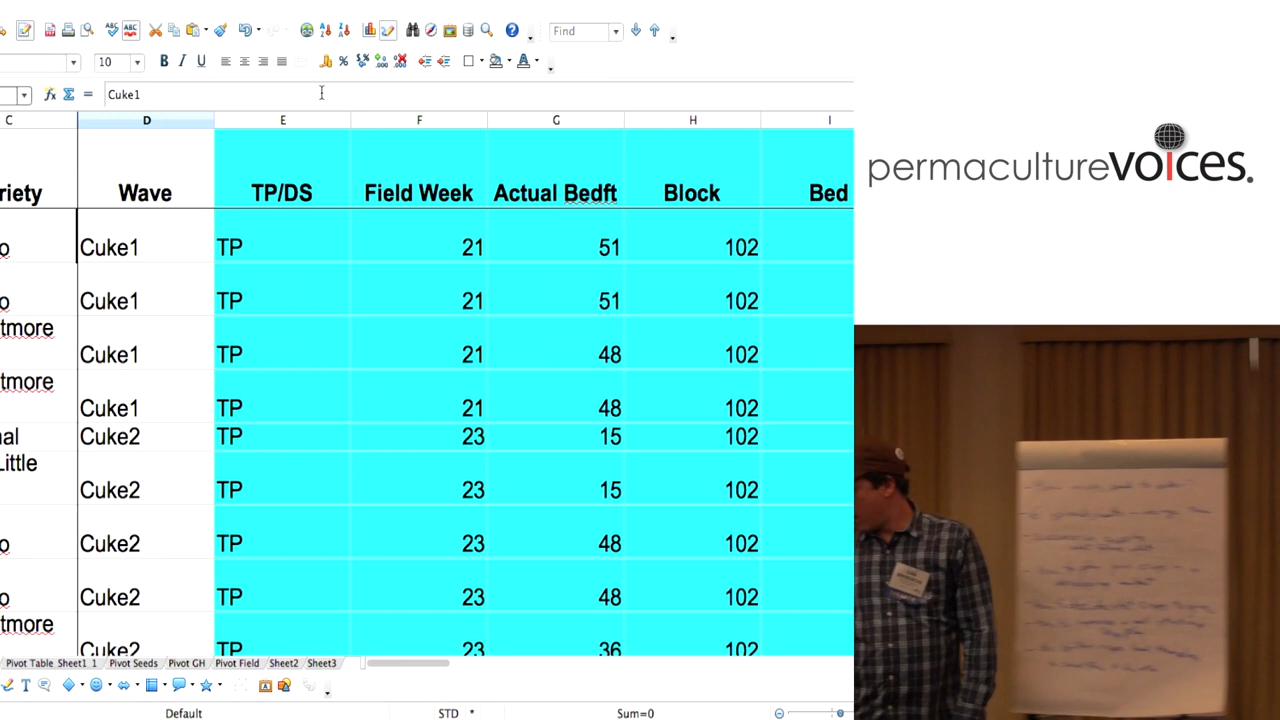 Find
10
Cuke1
C D E F G H I
riety Wave TP/DS Field Week Actual Bedft Block Bed
o Cuke1 TP 21 51 102
o Cuke1 TP 21 51 102
tmore
Cuke1 TP 21 48 102
tmore
Cuke1 TP 21 48 102
nal Cuke2 TP 23 15 102
Little
Cuke2 TP 23 15 102
o Cuke2 TP 23 48 102
o Cuke2 TP 23 48 102
tmore
Cuke2 TP 23 36 102
Pivot Table_Sheet1_1 Pivot Seeds Pivot GH Pivot Field Sheet2 Sheet3
Default STD * Sum=0
permaculturevoices.